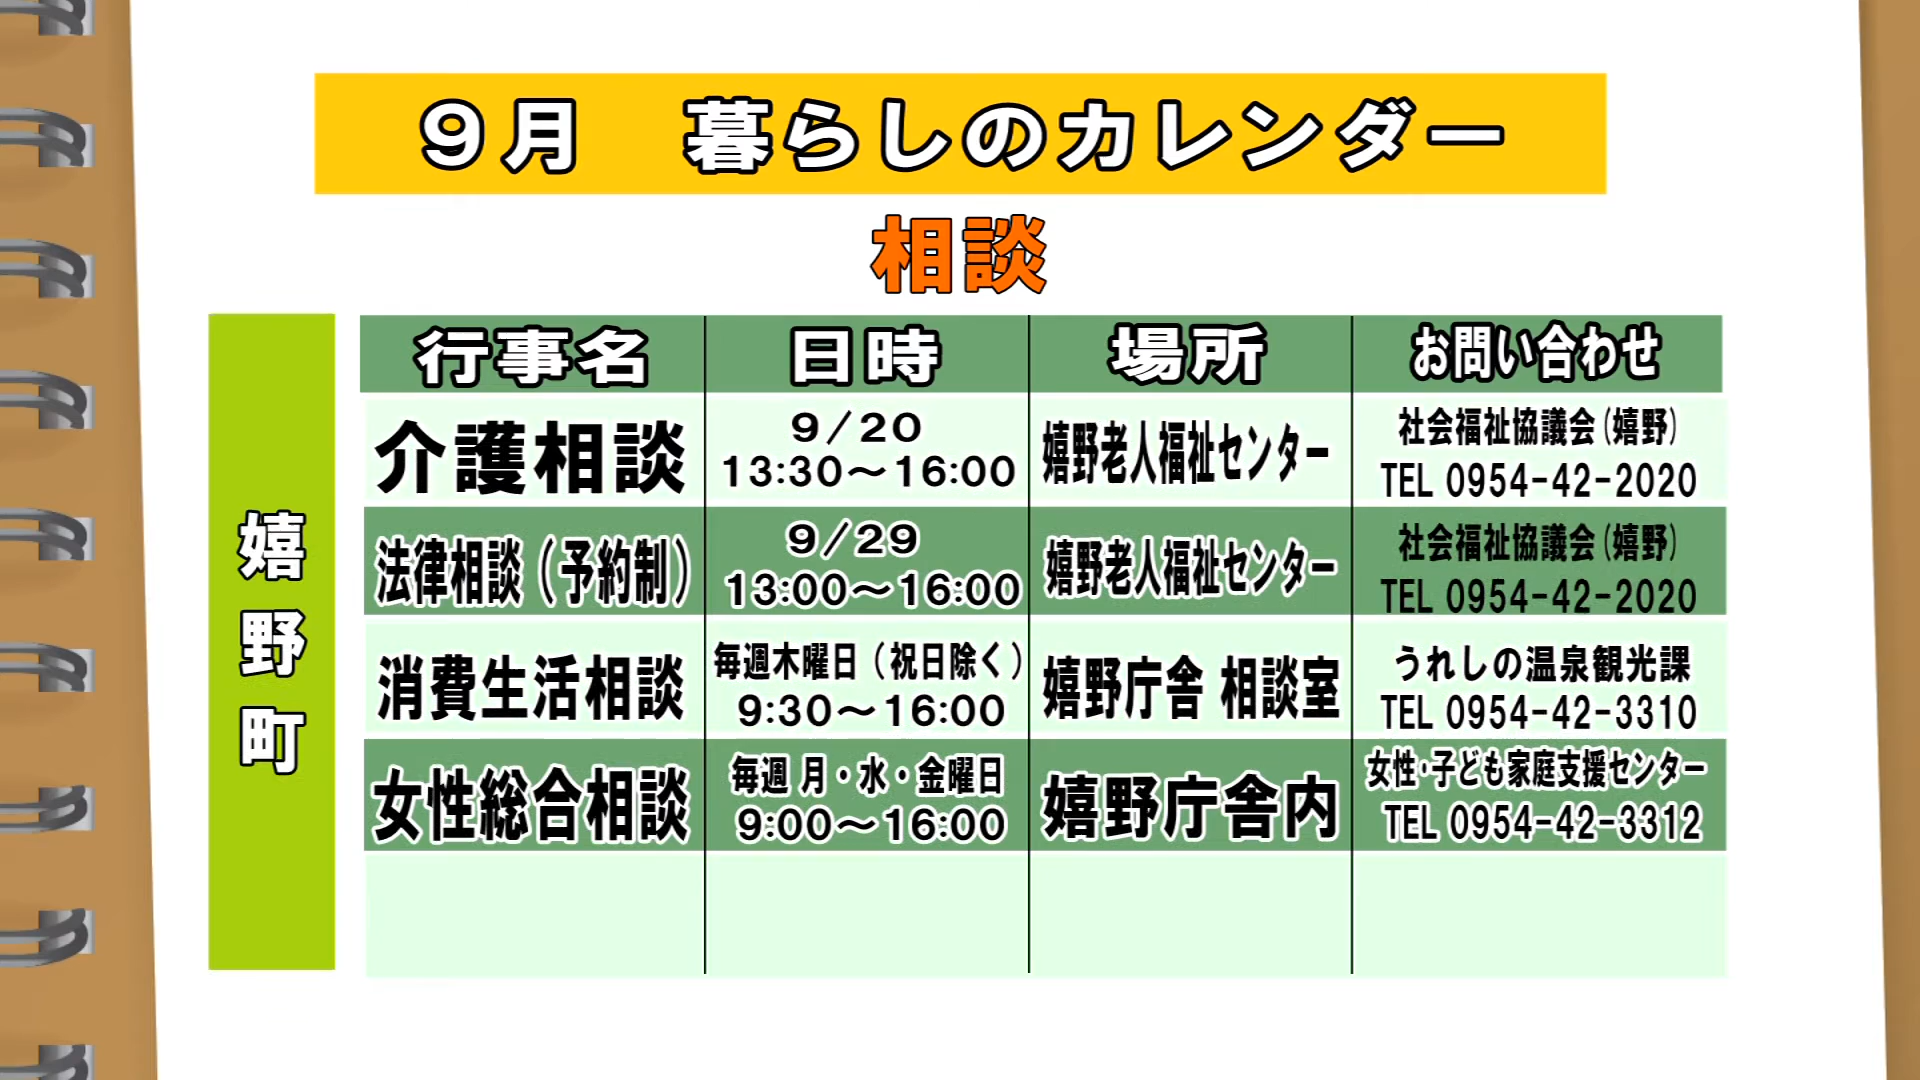 ９月　暮らしのカレンダー
相談
嬉野町
行事名 日時 場所 お問い合わせ
介護相談
９／２０
13:30～16:00
嬉野老人福祉センター
社会福祉協議会(嬉野)
TEL 0954-42-2020
法律相談（予約制）
９／２９
13:00～16:00
嬉野老人福祉センター
社会福祉協議会(嬉野)
TEL 0954-42-2020
消費生活相談
毎週木曜日（祝日除く）
9:30～16:00
嬉野庁舎 相談室
うれしの温泉観光課
TEL 0954-42-3310
女性総合相談
毎週 月・水・金曜日
9:00～16:00
嬉野庁舎内
女性・子ども家庭支援センター
TEL 0954-42-3312